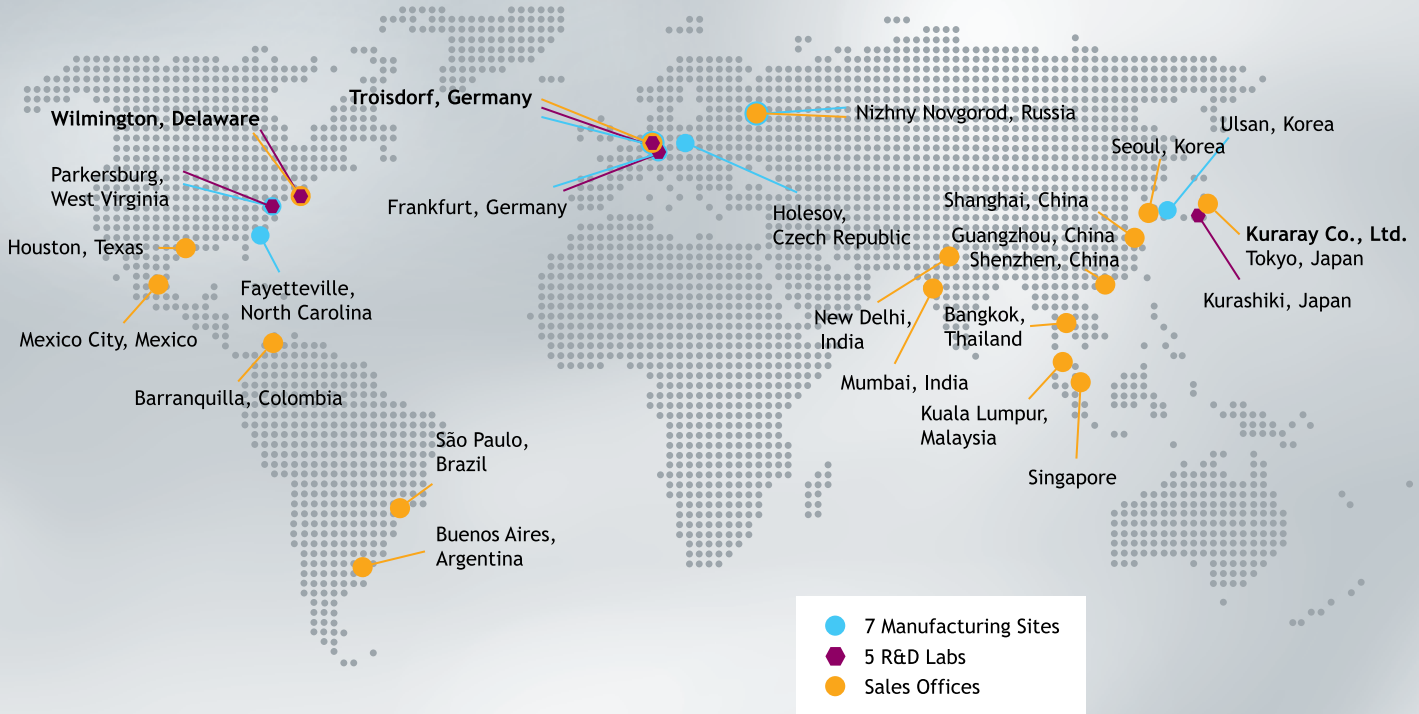 Troisdorf, Germany
Wilmington, Delaware
Nizhny Novgorod, Russia
Ulsan, Korea
Seoul, Korea
Parkersburg,
West Virginia
Frankfurt, Germany
Shanghai, China
Holesov,
Czech Republic
Guangzhou, China
Shenzhen, China
Kuraray Co., Ltd.
Tokyo, Japan
Houston, Texas
Fayetteville,
North Carolina
Kurashiki, Japan
New Delhi,
India
Bangkok,
Thailand
Mexico City, Mexico
Mumbai, India
Barranquilla, Colombia
Kuala Lumpur,
Malaysia
São Paulo,
Brazil
Singapore
Buenos Aires,
Argentina
7 Manufacturing Sites
5 R&D Labs
Sales Offices